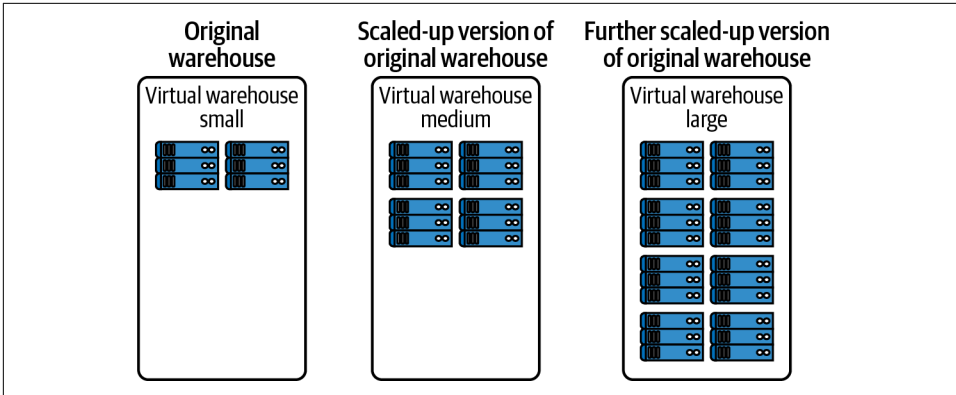 Original
warehouse
Virtual warehouse
small
Scaled-up version of
original warehouse
Virtual warehouse
medium
Further scaled-up version
of original warehouse
Virtual warehouse
large